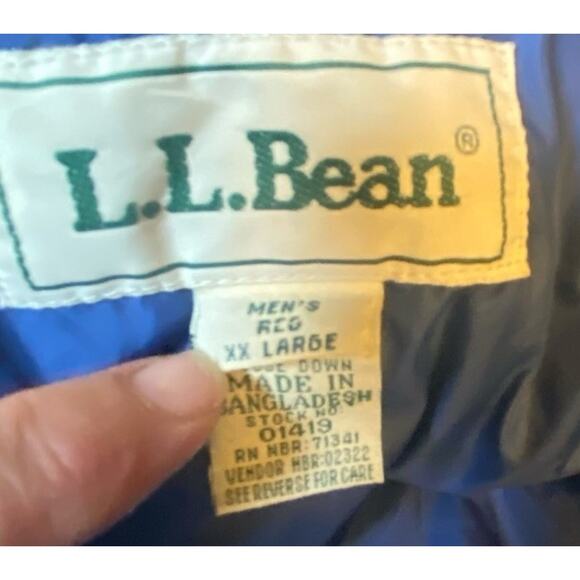 L.L.Bean®
MEN'S
REG
XX LARGE
DOWN
MADE IN
BANGLADESH
STOCK NO:
01419
RN NBR: 71341
VENDOR NBR:02322
SEE REVERSE FOR CARE